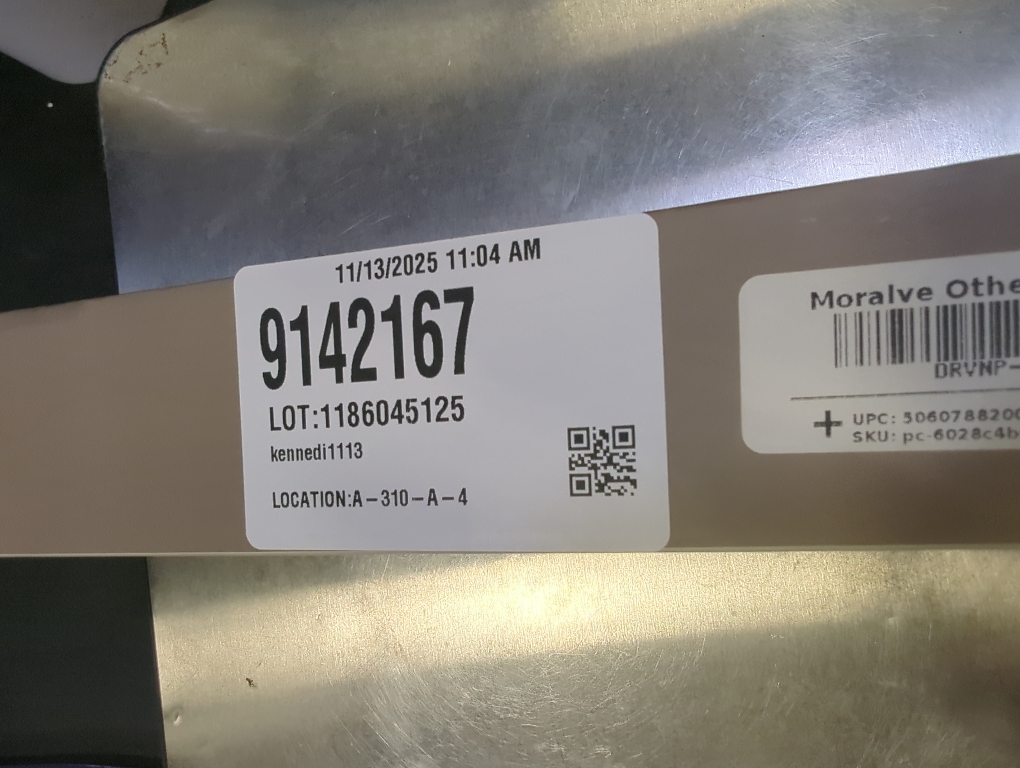 11/13/2025 11:04 AM
9142167
LOT:1186045125
kennedi1113
LOCATION:A-310-A-4
Moralve Othe
DRVNP-
+ UPC: 506078820
SKU: pc-6028c4b